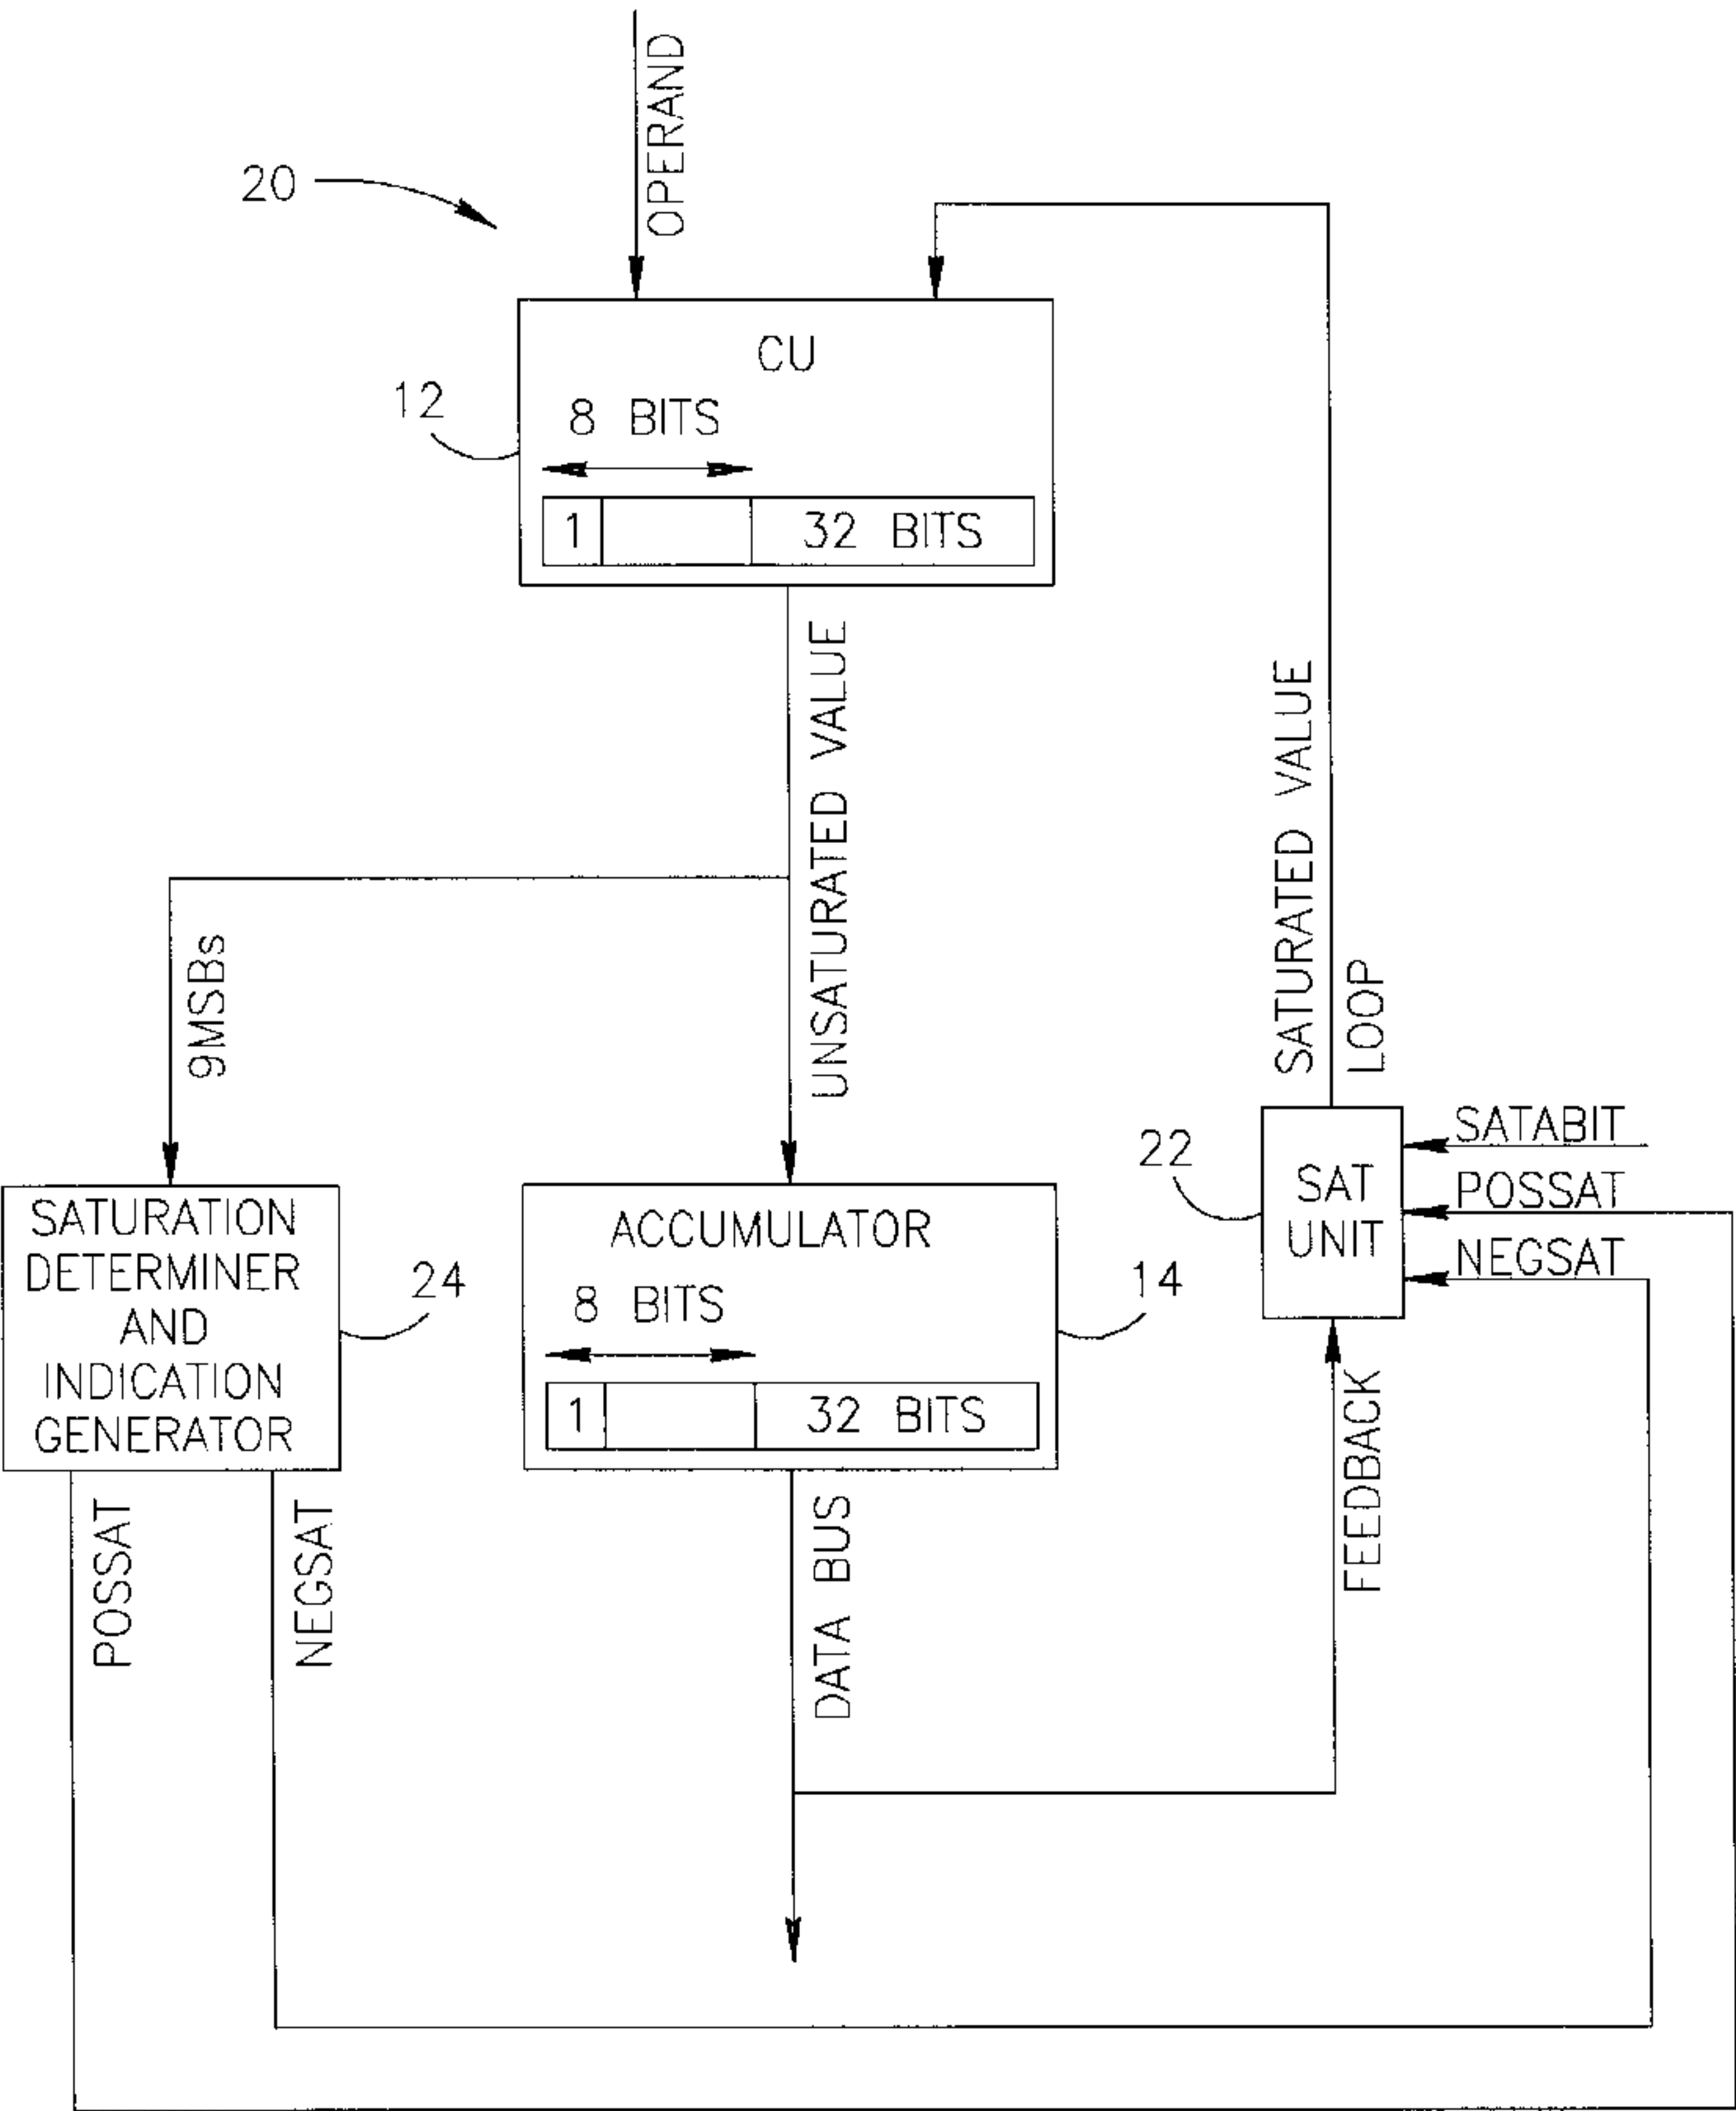 OPERAND
20
CU
12
8 BITS
1
32 BITS
UNSATURATED VALUE
SATURATED VALUE
LOOP
9MSBs
SATURATION
DETERMINER
AND
INDICATION
GENERATOR
24
ACCUMULATOR
8 BITS
1
32 BITS
14
22
SAT
UNIT
SATABIT
POSSAT
NEGSAT
FEEDBACK
POSSAT
NEGSAT
DATA BUS